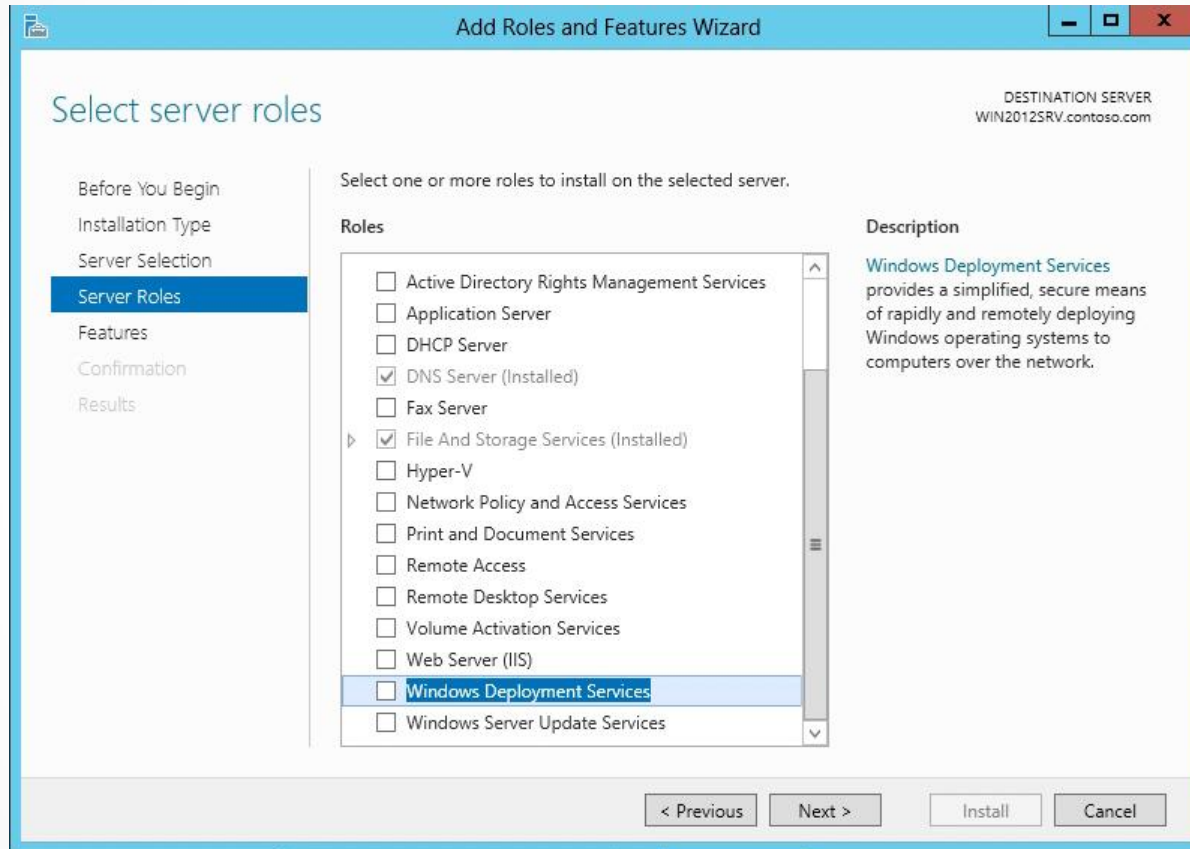 Add Roles and Features Wizard
Select server roles
DESTINATION SERVER
WIN2012SRV.contoso.com
Before You Begin
Installation Type
Server Selection
Server Roles
Features
Confirmation
Results
Select one or more roles to install on the selected server.
Roles
Active Directory Rights Management Services
Application Server
DHCP Server
DNS Server (Installed)
Fax Server
File And Storage Services (Installed)
Hyper-V
Network Policy and Access Services
Print and Document Services
Remote Access
Remote Desktop Services
Volume Activation Services
Web Server (IIS)
Windows Deployment Services
Windows Server Update Services
Description
Windows Deployment Services
provides a simplified, secure means
of rapidly and remotely deploying
Windows operating systems to
computers over the network.
< Previous
Next >
Install
Cancel